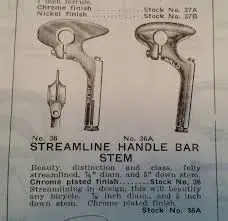 1 inch ferrule.
Chrome finish ........ Stock No. 37A
Nickel finish ........ Stock No. 37B
No. 36 No. 36A
STREAMLINE HANDLE BAR
STEM
Beauty, distinction and class, fully
streamlined, ⅞" diam. and 5" down stem.
Chrome plated finish ...... Stock No. 36
Streamlining in design, this will beautify
any bicycle. ⅞ inch diam., and 5 inch
down stem. Chrome plated finish.
Stock No. 36A